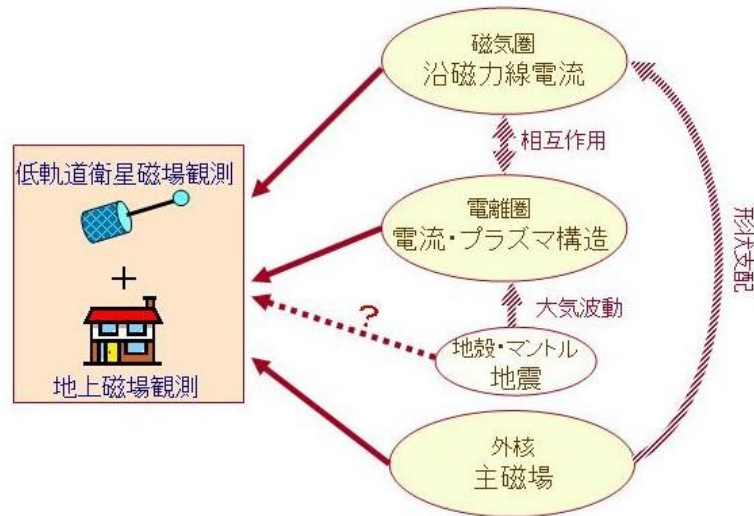 低軌道衛星磁場観測
+
地上磁場観測
磁気圏
沿磁力線電流
相互作用
電離圏
電流・プラズマ構造
大気波動
?
地殻・マントル
地震
外核
主磁場
形状支配